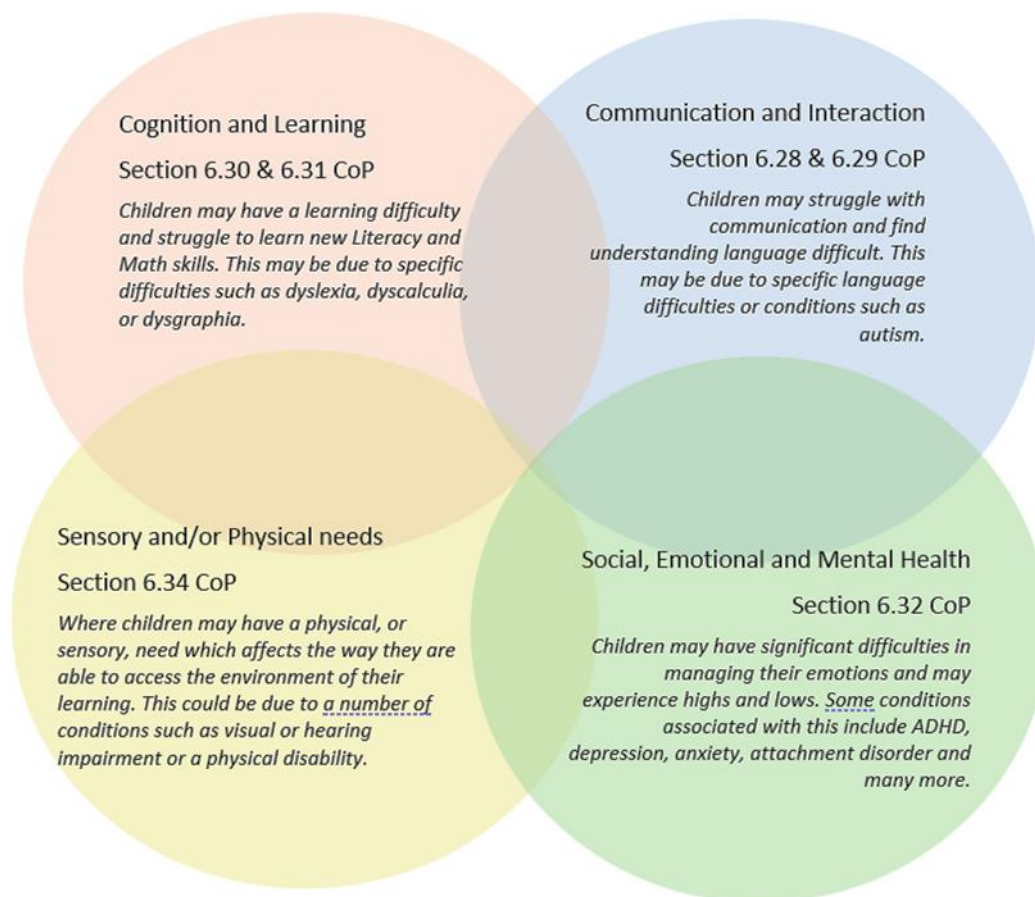 Cognition and Learning
Section 6.30 & 6.31 CoP
Children may have a learning difficulty
and struggle to learn new Literacy and
Math skills. This may be due to specific
difficulties such as dyslexia, dyscalculia,
or dysgraphia.
Communication and Interaction
Section 6.28 & 6.29 CoP
Children may struggle with
communication and find
understanding language difficult. This
may be due to specific language
difficulties or conditions such as
autism.
Sensory and/or Physical needs
Section 6.34 CoP
Where children may have a physical, or
sensory, need which affects the way they are
able to access the environment of their
learning. This could be due to a number of
conditions such as visual or hearing
impairment or a physical disability.
Social, Emotional and Mental Health
Section 6.32 CoP
Children may have significant difficulties in
managing their emotions and may
experience highs and lows. Some conditions
associated with this include ADHD,
depression, anxiety, attachment disorder and
many more.